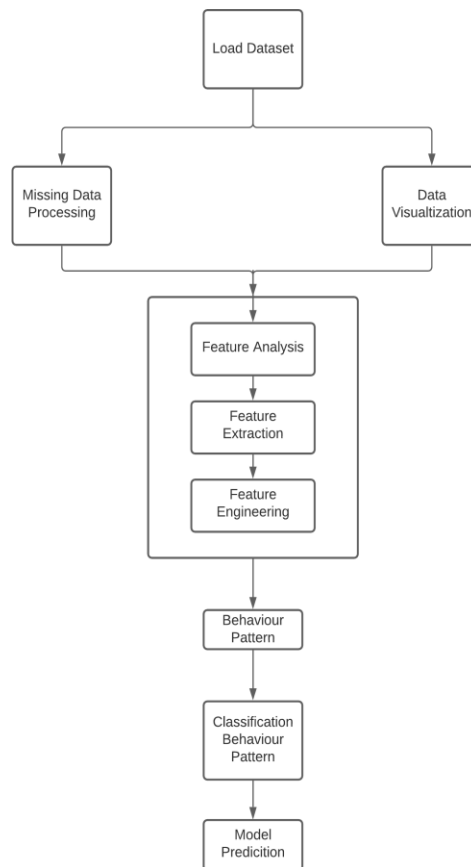 Load Dataset
Missing Data
Processing
Data
Visualtization
Feature Analysis
Feature
Extraction
Feature
Engineering
Behaviour
Pattern
Classification
Behaviour
Pattern
Model
Predicition